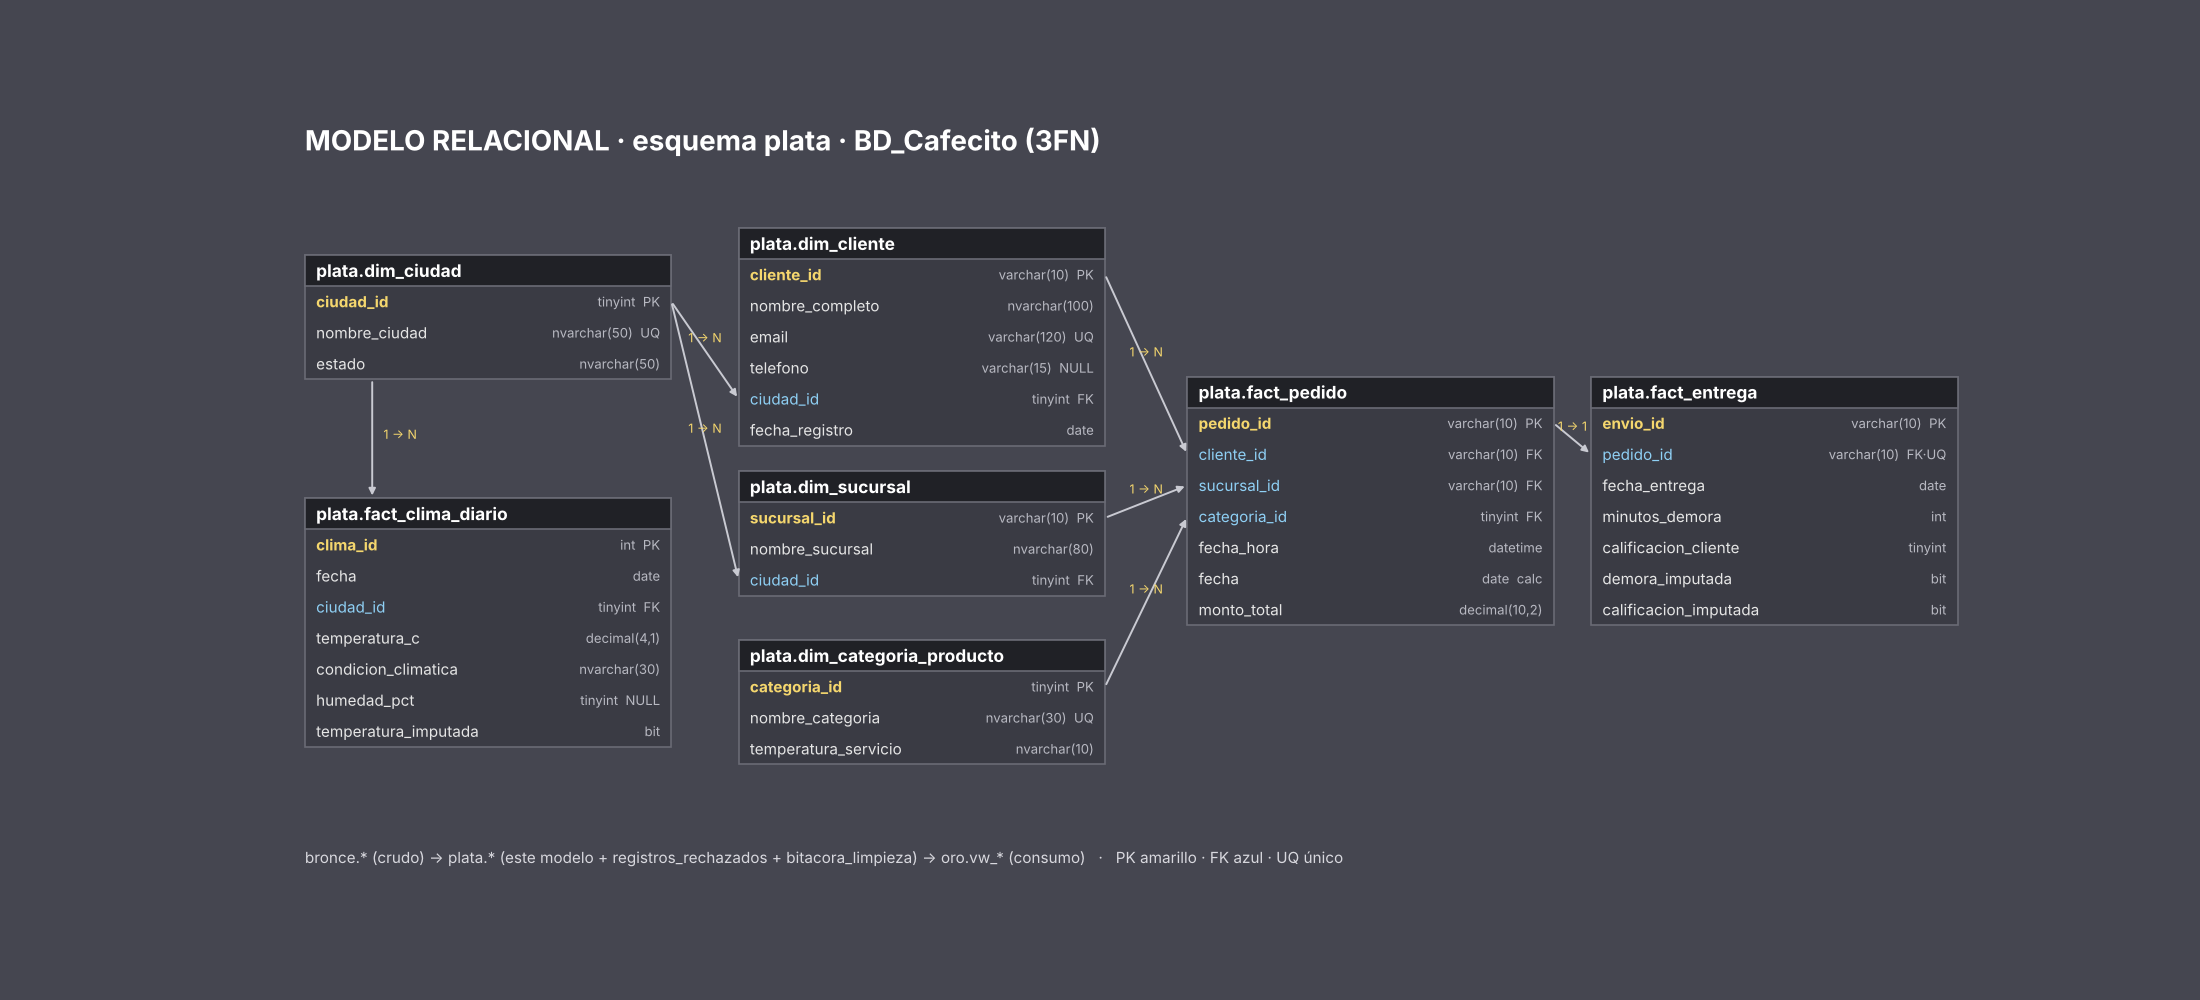 MODELO RELACIONAL · esquema plata · BD_Cafecito (3FN)
plata.dim_ciudad
ciudad_id tinyint PK
nombre_ciudad nvarchar(50) UQ
estado nvarchar(50)
1 → N
1 → N
1 → N
plata.fact_clima_diario
clima_id int PK
fecha date
ciudad_id tinyint FK
temperatura_c decimal(4,1)
condicion_climatica nvarchar(30)
humedad_pct tinyint NULL
temperatura_imputada bit
plata.dim_cliente
cliente_id varchar(10) PK
nombre_completo nvarchar(100)
email varchar(120) UQ
telefono varchar(15) NULL
ciudad_id tinyint FK
fecha_registro date
plata.dim_sucursal
sucursal_id varchar(10) PK
nombre_sucursal nvarchar(80)
ciudad_id tinyint FK
plata.dim_categoria_producto
categoria_id tinyint PK
nombre_categoria nvarchar(30) UQ
temperatura_servicio nvarchar(10)
1 → N
1 → N
1 → N
plata.fact_pedido
pedido_id varchar(10) PK
cliente_id varchar(10) FK
sucursal_id varchar(10) FK
categoria_id tinyint FK
fecha_hora datetime
fecha date calc
monto_total decimal(10,2)
1 → 1
plata.fact_entrega
envio_id varchar(10) PK
pedido_id varchar(10) FK·UQ
fecha_entrega date
minutos_demora int
calificacion_cliente tinyint
demora_imputada bit
calificacion_imputada bit
bronce.* (crudo) → plata.* (este modelo + registros_rechazados + bitacora_limpieza) → oro.vw_* (consumo) · PK amarillo · FK azul · UQ único